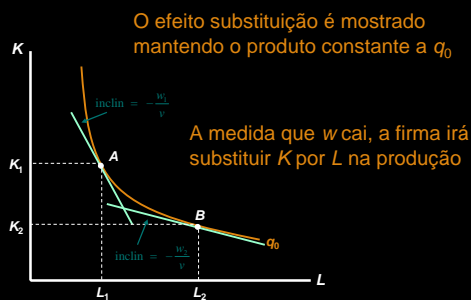 O efeito substituição é mostrado
mantendo o produto constante a q0
K
inclin = −w1/v
A medida que w cai, a firma irá
substituir K por L na produção
A
K1
B
K2
q0
inclin = −w2/v
L
L1
L2